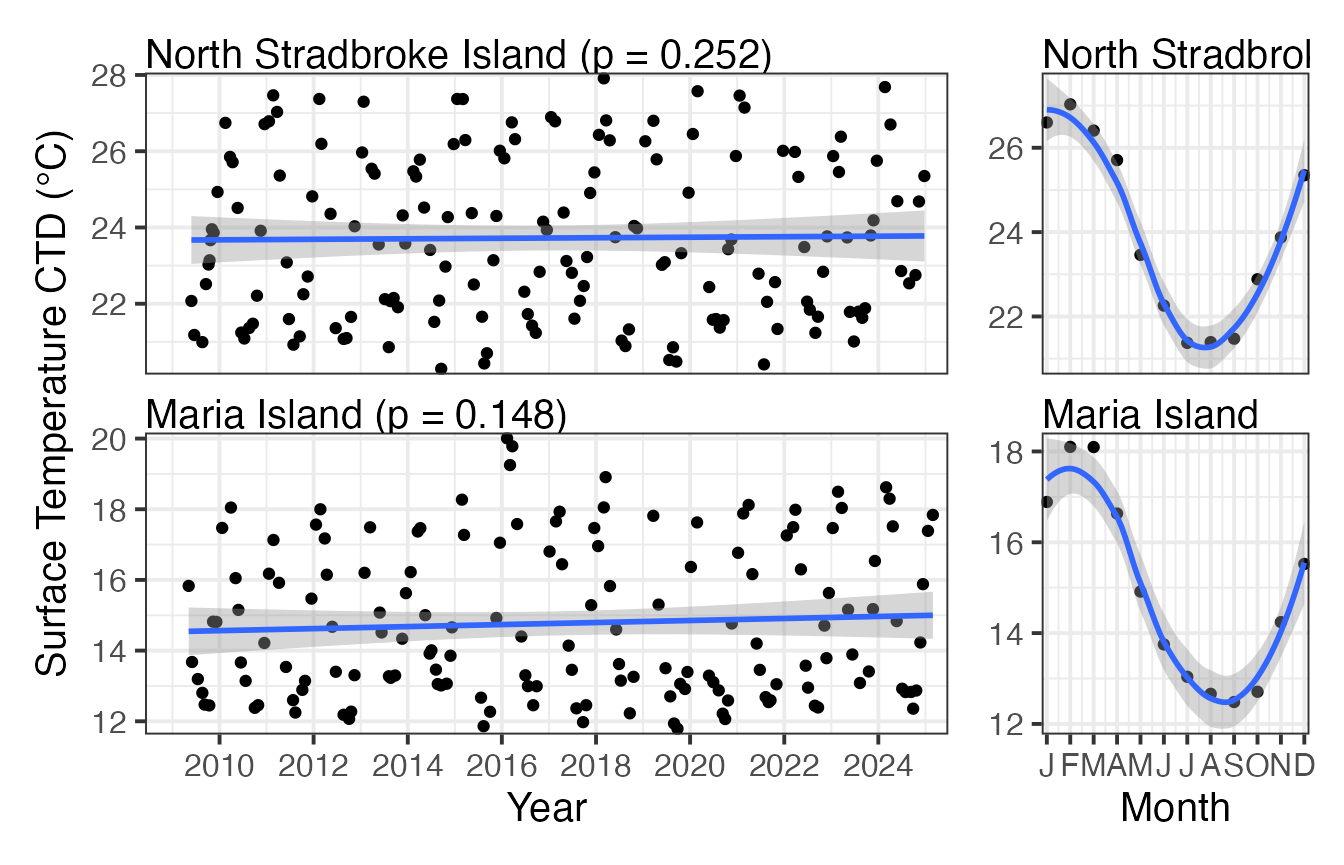 North Stradbroke Island (p = 0.252)
North Stradbrol
Surface Temperature CTD (°C)
28
26
24
22
26
24
22
Maria Island (p = 0.148)
Maria Island
20
18
16
14
12
18
16
14
12
2010 2012 2014 2016 2018 2020 2022 2024
J F M A M J J A S O N D
Year
Month